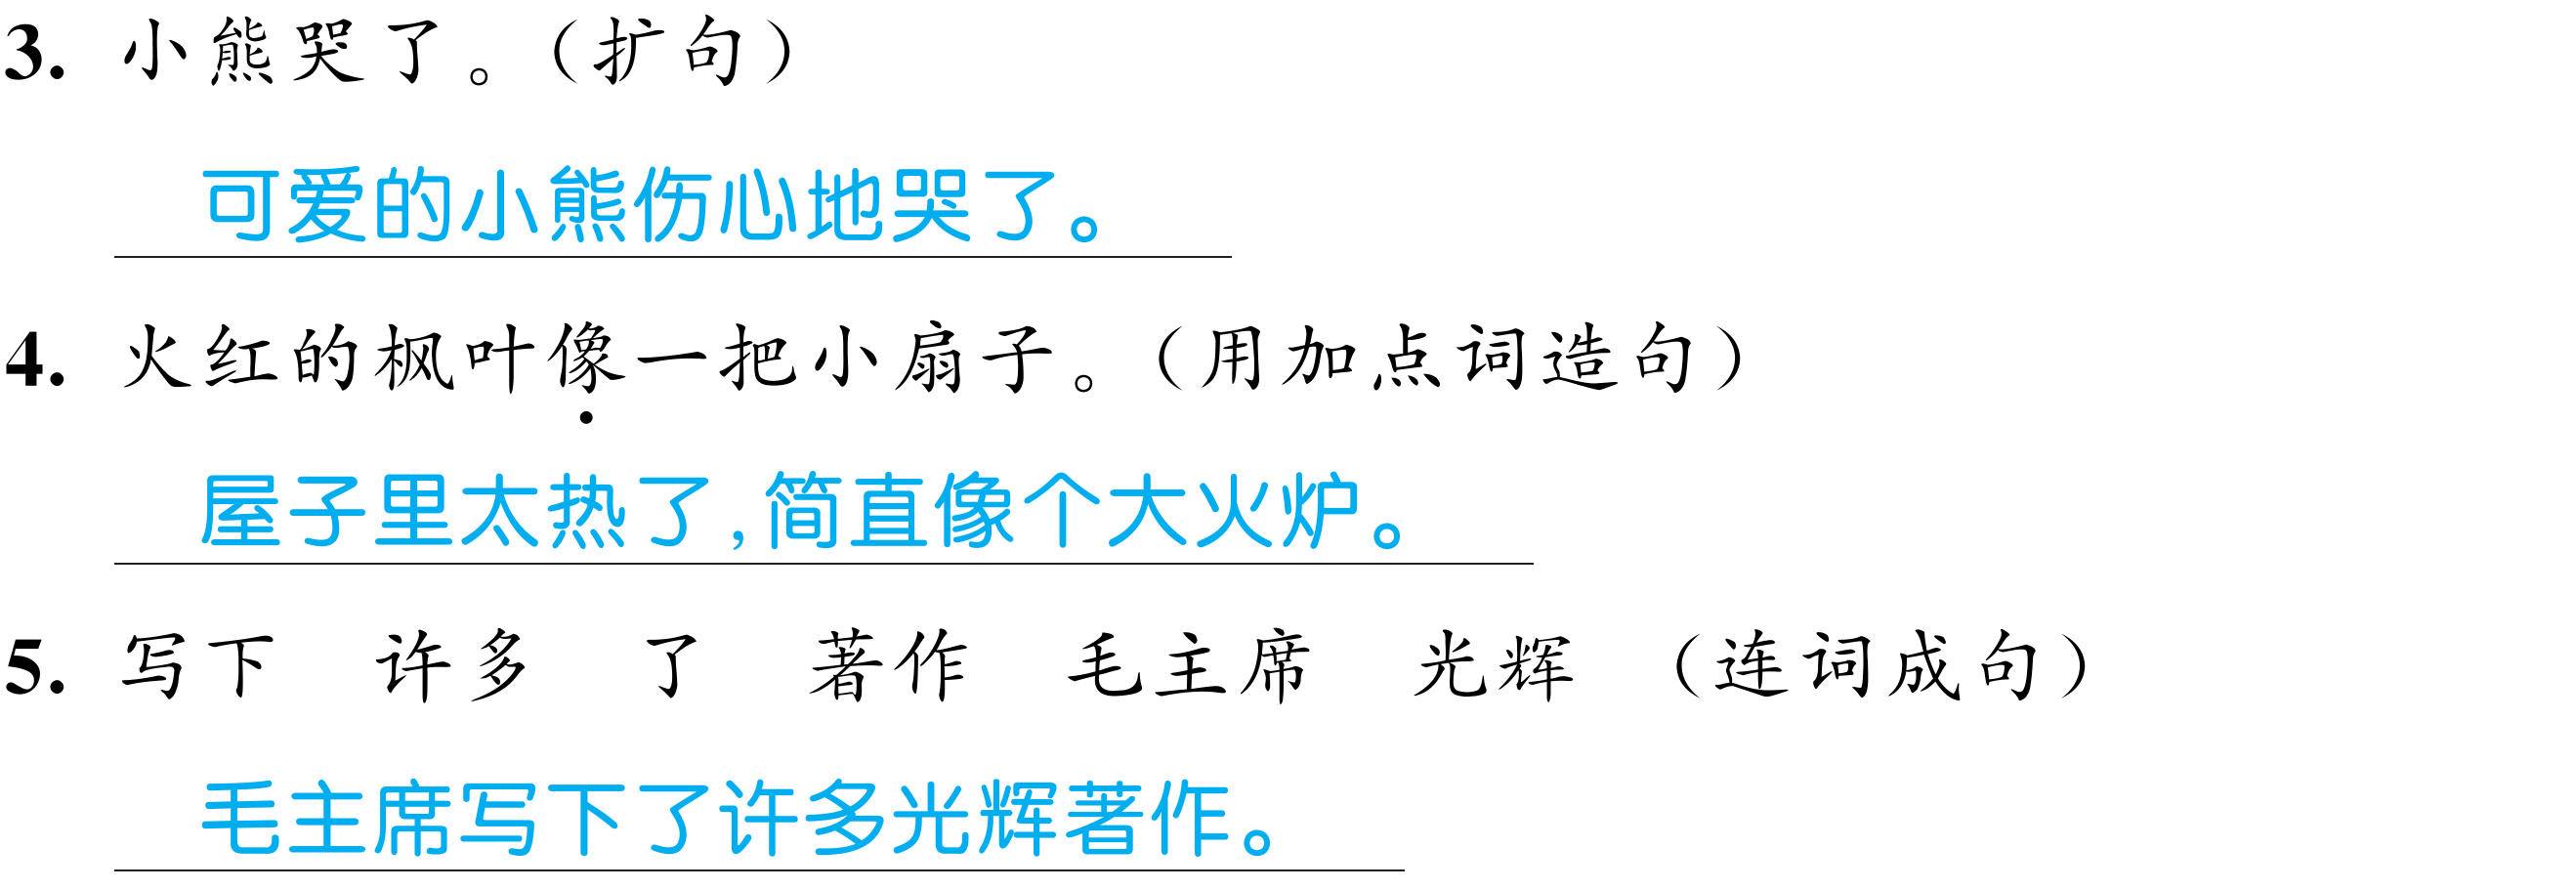 3. 小熊哭了。（扩句）
可爱的小熊伤心地哭了。
4. 火红的枫叶像一把小扇子。（用加点词造句）
屋子里太热了,简直像个大火炉。
5. 写下 许多 了 著作 毛主席 光辉 （连词成句）
毛主席写下了许多光辉著作。